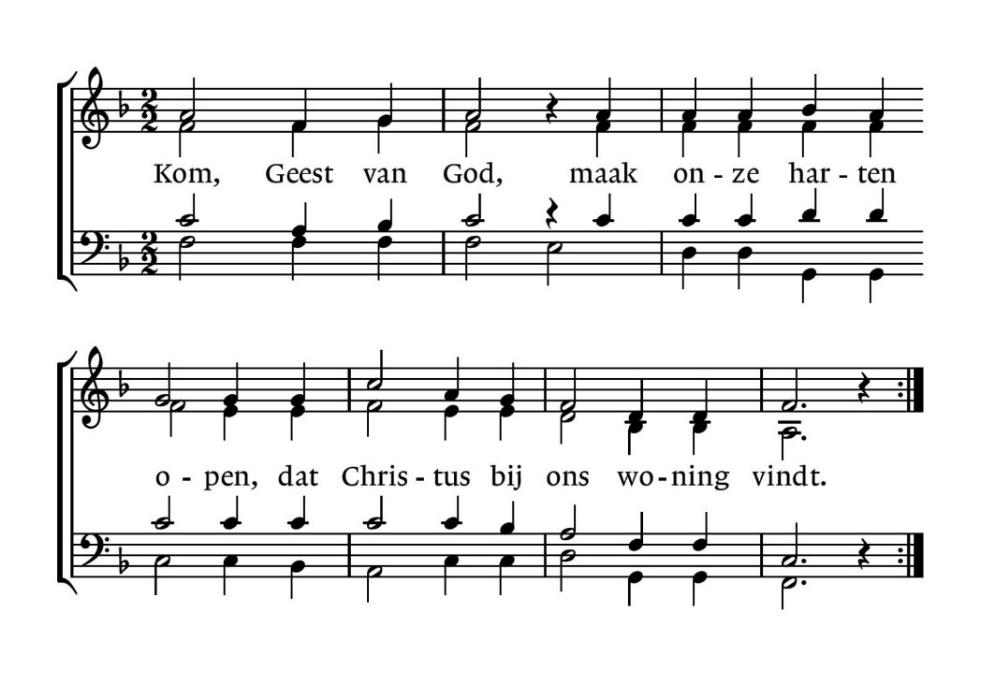 Kom, Geest van God, maak on - ze har - ten
o - pen, dat Chris - tus bij ons wo - ning vindt.